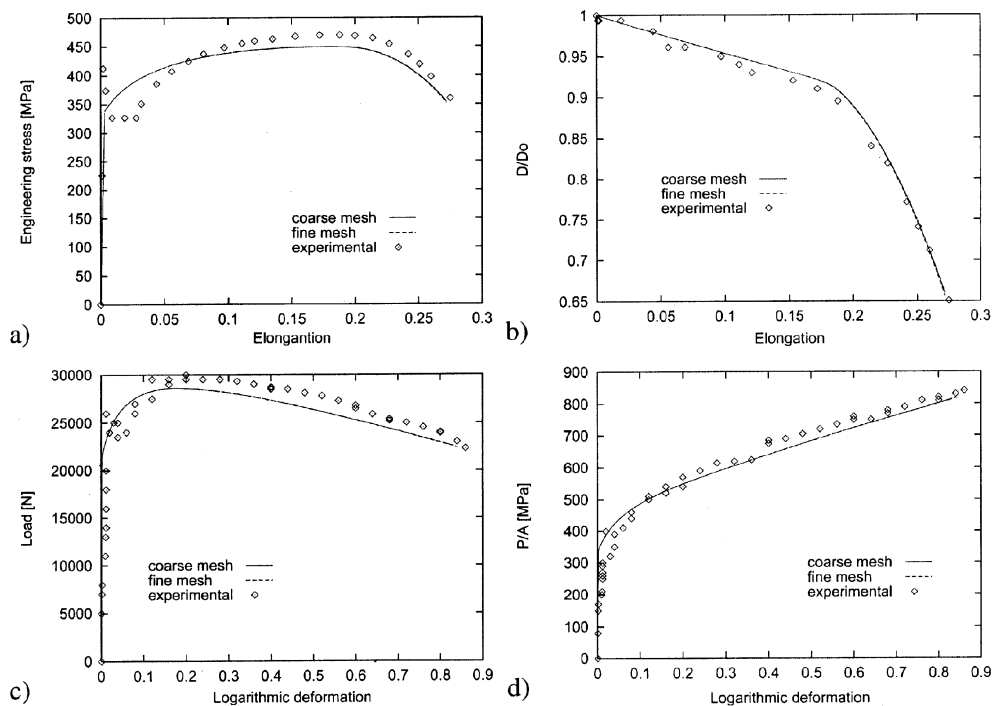 500
450
400
350
300
250
200
150
100
50
0
Engineering stress [MPa]
coarse mesh
fine mesh
experimental
0 0.05 0.1 0.15 0.2 0.25 0.3
Elongantion
a)
1
0.95
0.9
0.85
0.8
0.75
0.7
0.65
D/Do
coarse mesh
fine mesh
experimental
0 0.05 0.1 0.15 0.2 0.25 0.3
Elongation
b)
30000
25000
20000
15000
10000
5000
0
Load [N]
coarse mesh
fine mesh
experimental
0 0.1 0.2 0.3 0.4 0.5 0.6 0.7 0.8 0.9
Logarithmic deformation
c)
900
800
700
600
500
400
300
200
100
0
P/A [MPa]
coarse mesh
fine mesh
experimental
0 0.1 0.2 0.3 0.4 0.5 0.6 0.7 0.8 0.9
Logarithmic deformation
d)